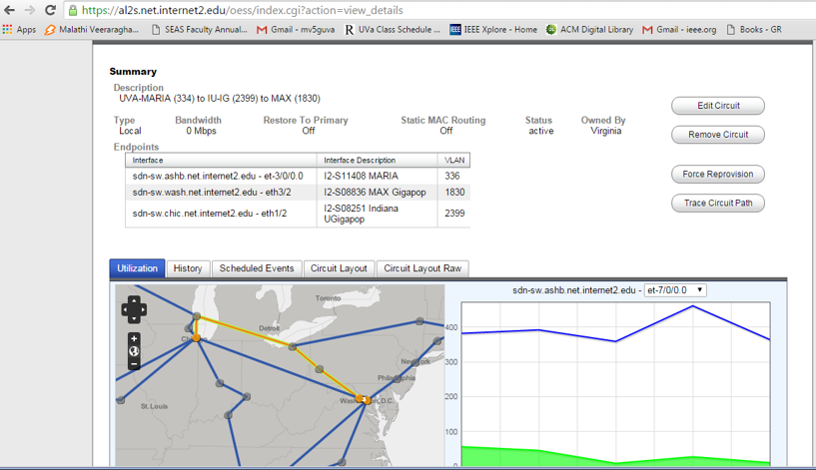 https://al2s.net.internet2.edu/oess/index.cgi?action=view_details
Apps Malathi Veeraragha... SEAS Faculty Annual... Gmail - mv5guva UVa Class Schedule ... IEEE Xplore - Home ACM Digital Library Gmail - ieee.org Books - GR
Summary
Description
UVA-MARIA (334) to IU-IG (2399) to MAX (1830)
Edit Circuit
Type Bandwidth Restore To Primary Static MAC Routing Status Owned By
Local 0 Mbps Off Off active Virginia
Remove Circuit
Endpoints
Interface Interface Description VLAN
sdn-sw.ashb.net.internet2.edu - et-3/0/0.0 I2-S11408 MARIA 336
Force Reprovision
sdn-sw.wash.net.internet2.edu - eth3/2 I2-S08836 MAX Gigapop 1830
sdn-sw.chic.net.internet2.edu - eth1/2 I2-S08251 Indiana UGigapop 2399
Trace Circuit Path
Utilization History Scheduled Events Circuit Layout Circuit Layout Raw
sdn-sw.ashb.net.internet2.edu - et-7/0/0.0
Toronto
Detroit
St. Louis
400
300
200
100
0